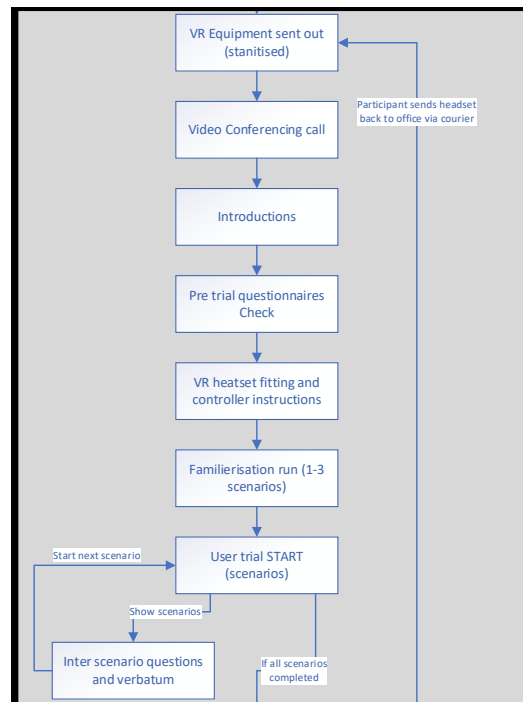 VR Equipment sent out
(stanitised)
Participant sends headset
back to office via courier
Video Conferencing call
Introductions
Pre trial questionnaires
Check
VR heatset fitting and
controller instructions
Familierisation run (1-3
scenarios)
Start next scenario
User trial START
(scenarios)
Show scenarios
Inter scenario questions
and verbatum
If all scenarios
completed